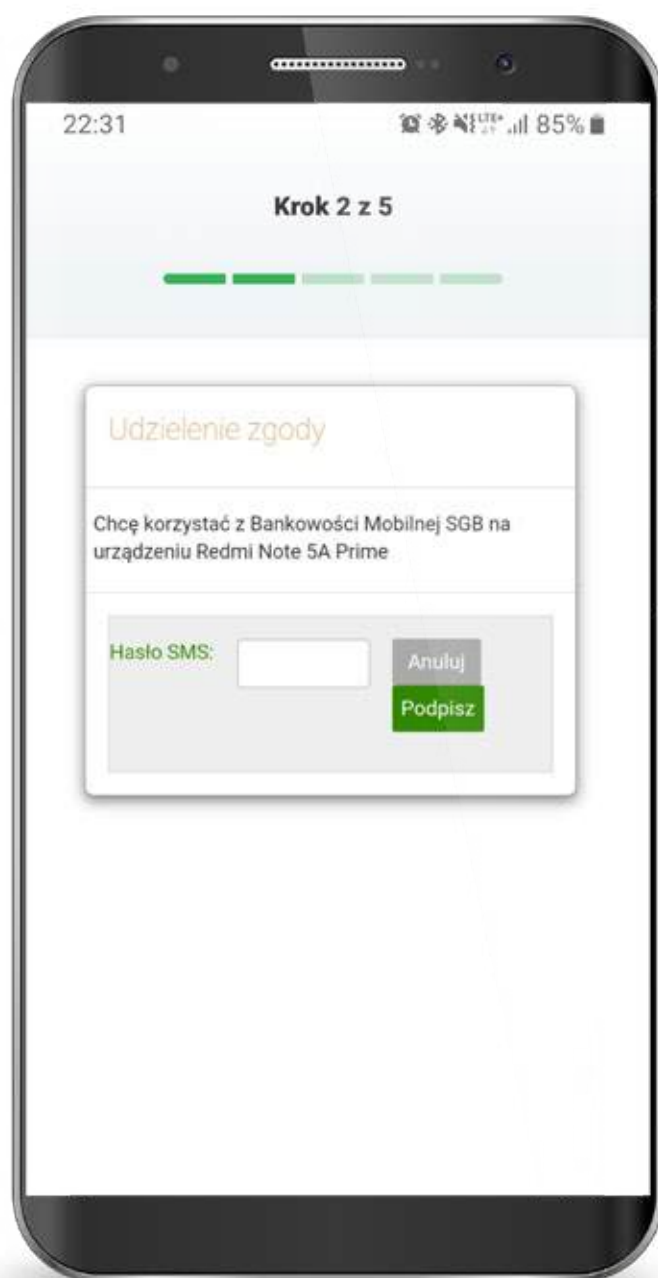 22:31 LTE+ 85%
Krok 2 z 5
Udzielenie zgody
Chcę korzystać z Bankowości Mobilnej SGB na
urządzeniu Redmi Note 5A Prime
Hasło SMS:
Anuluj
Podpisz